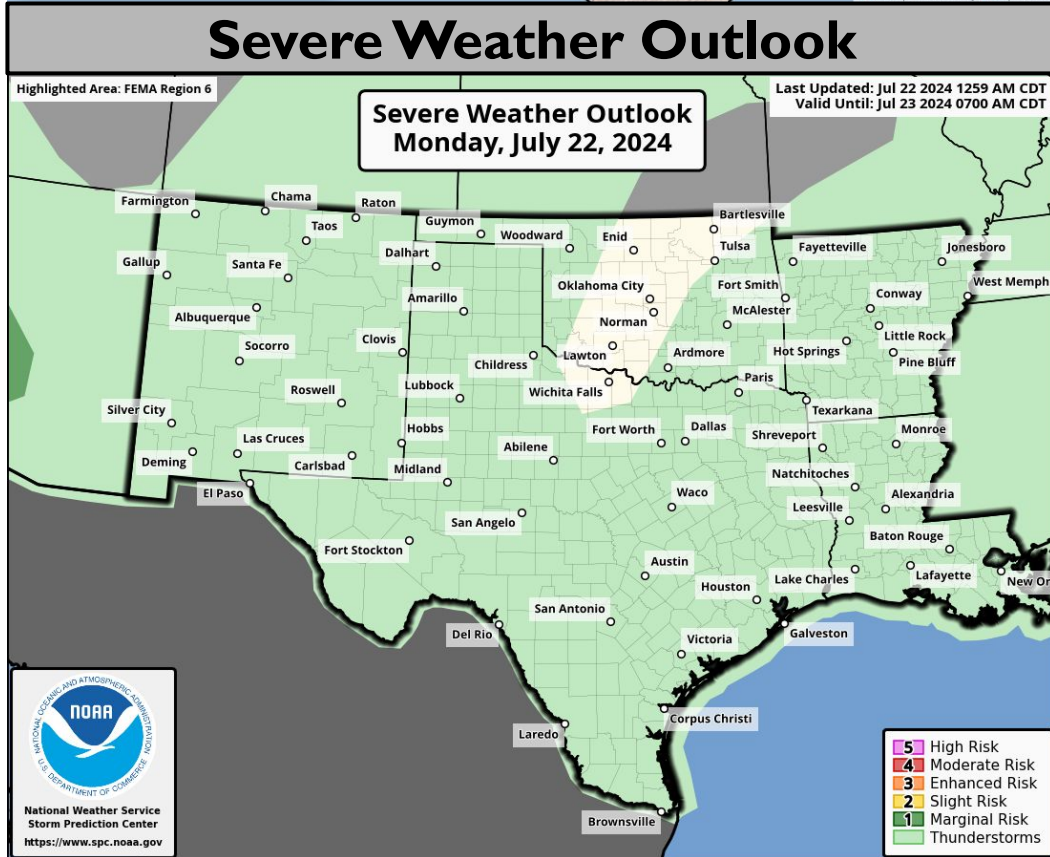 Severe Weather Outlook
Highlighted Area: FEMA Region 6
Last Updated: Jul 22 2024 1259 AM CDT
Valid Until: Jul 23 2024 0700 AM CDT
Severe Weather Outlook
Monday, July 22, 2024
Farmington
Chama
Raton
Taos
Guymon
Woodward
Enid
Bartlesville
Tulsa
Fayetteville
Jonesboro
Gallup
Santa Fe
Dalhart
Oklahoma City
Fort Smith
Conway
West Memph
Albuquerque
Amarillo
Norman
McAlester
Little Rock
Socorro
Clovis
Childress
Lawton
Ardmore
Hot Springs
Pine Bluff
Roswell
Lubbock
Wichita Falls
Paris
Texarkana
Silver City
Las Cruces
Hobbs
Abilene
Fort Worth
Dallas
Shreveport
Monroe
Deming
Carlsbad
Midland
Natchitoches
El Paso
San Angelo
Waco
Leesville
Alexandria
Fort Stockton
Baton Rouge
Austin
Houston
Lake Charles
Lafayette
New Or
Del Rio
San Antonio
Victoria
Galveston
Laredo
Corpus Christi
Brownsville
NATIONAL OCEANIC AND ATMOSPHERIC ADMINISTRATION
NOAA
U.S. DEPARTMENT OF COMMERCE
National Weather Service
Storm Prediction Center
https://www.spc.noaa.gov
5 High Risk
4 Moderate Risk
3 Enhanced Risk
2 Slight Risk
1 Marginal Risk
Thunderstorms